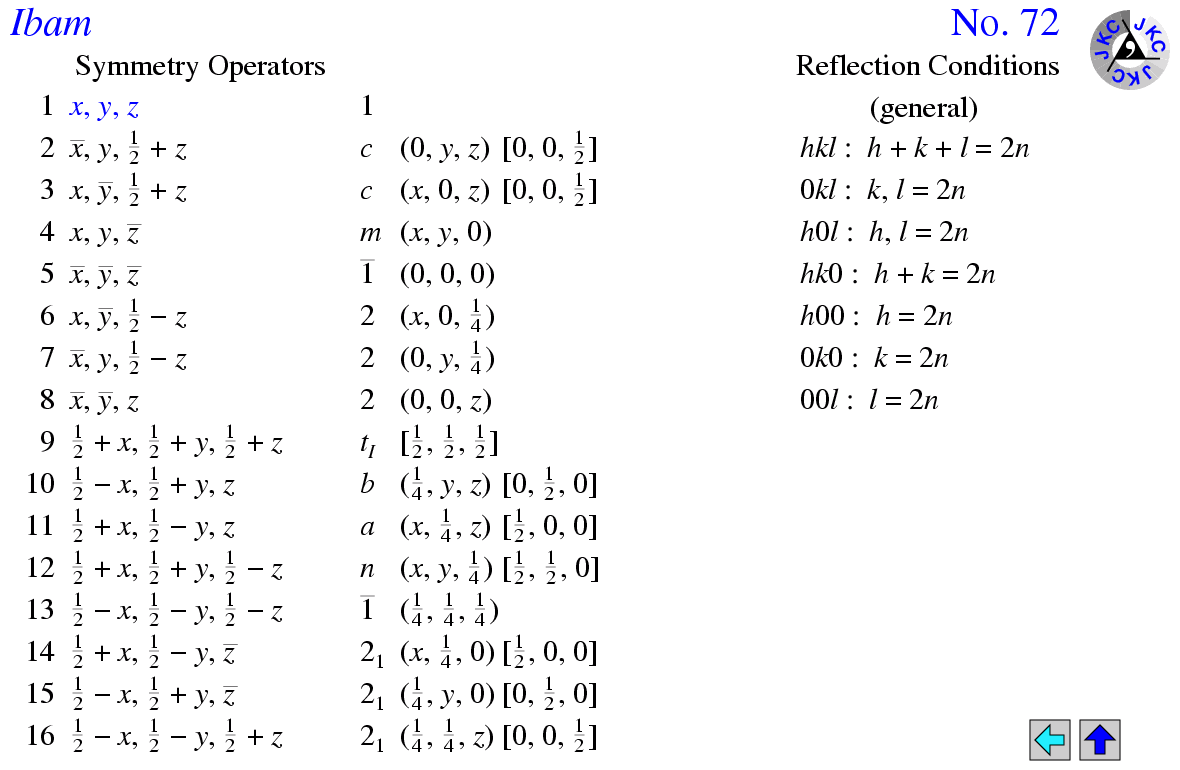 Ibam No. 72
Symmetry Operators Reflection Conditions
1 x, y, z 1 (general)
2 x̅, y, 1/2 + z c (0, y, z) [0, 0, 1/2] hkl : h + k + l = 2n
3 x, y̅, 1/2 + z c (x, 0, z) [0, 0, 1/2] 0kl : k, l = 2n
4 x, y, z̅ m (x, y, 0) h0l : h, l = 2n
5 x̅, y̅, z̅ 1̅ (0, 0, 0) hk0 : h + k = 2n
6 x, y̅, 1/2 − z 2 (x, 0, 1/4) h00 : h = 2n
7 x̅, y, 1/2 − z 2 (0, y, 1/4) 0k0 : k = 2n
8 x̅, y̅, z 2 (0, 0, z) 00l : l = 2n
9 1/2 + x, 1/2 + y, 1/2 + z t_I [1/2, 1/2, 1/2]
10 1/2 − x, 1/2 + y, z b (1/4, y, z) [0, 1/2, 0]
11 1/2 + x, 1/2 − y, z a (x, 1/4, z) [1/2, 0, 0]
12 1/2 + x, 1/2 + y, 1/2 − z n (x, y, 1/4) [1/2, 1/2, 0]
13 1/2 − x, 1/2 − y, 1/2 − z 1̅ (1/4, 1/4, 1/4)
14 1/2 + x, 1/2 − y, z̅ 2₁ (x, 1/4, 0) [1/2, 0, 0]
15 1/2 − x, 1/2 + y, z̅ 2₁ (1/4, y, 0) [0, 1/2, 0]
16 1/2 − x, 1/2 − y, 1/2 + z 2₁ (1/4, 1/4, z) [0, 0, 1/2]
JKC JKC JKC
,